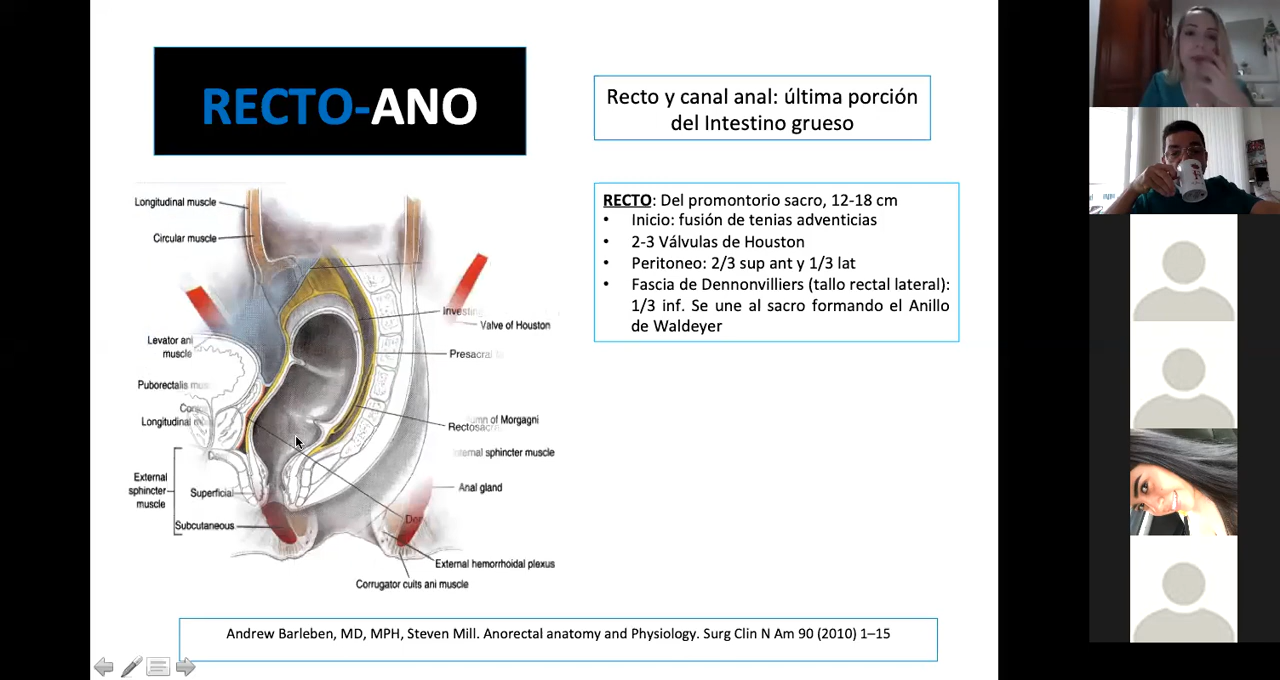 RECTO-ANO
Recto y canal anal: última porción
del Intestino grueso
RECTO: Del promontorio sacro, 12-18 cm
• Inicio: fusión de tenias adventicias
• 2-3 Válvulas de Houston
• Peritoneo: 2/3 sup ant y 1/3 lat
• Fascia de Dennonvilliers (tallo rectal lateral):
1/3 inf. Se une al sacro formando el Anillo
de Waldeyer
Longitudinal muscle
Circular muscle
Valve of Houston
Presacral
Levator ani
muscle
Puborectalis
Longitudinal
of Morgagni
sphincter muscle
External
sphincter
muscle
Superficial
Anal gland
Subcutaneous
External hemorrhoidal plexus
Corrugator cutis ani muscle
Andrew Barleben, MD, MPH, Steven Mill. Anorectal anatomy and Physiology. Surg Clin N Am 90 (2010) 1–15